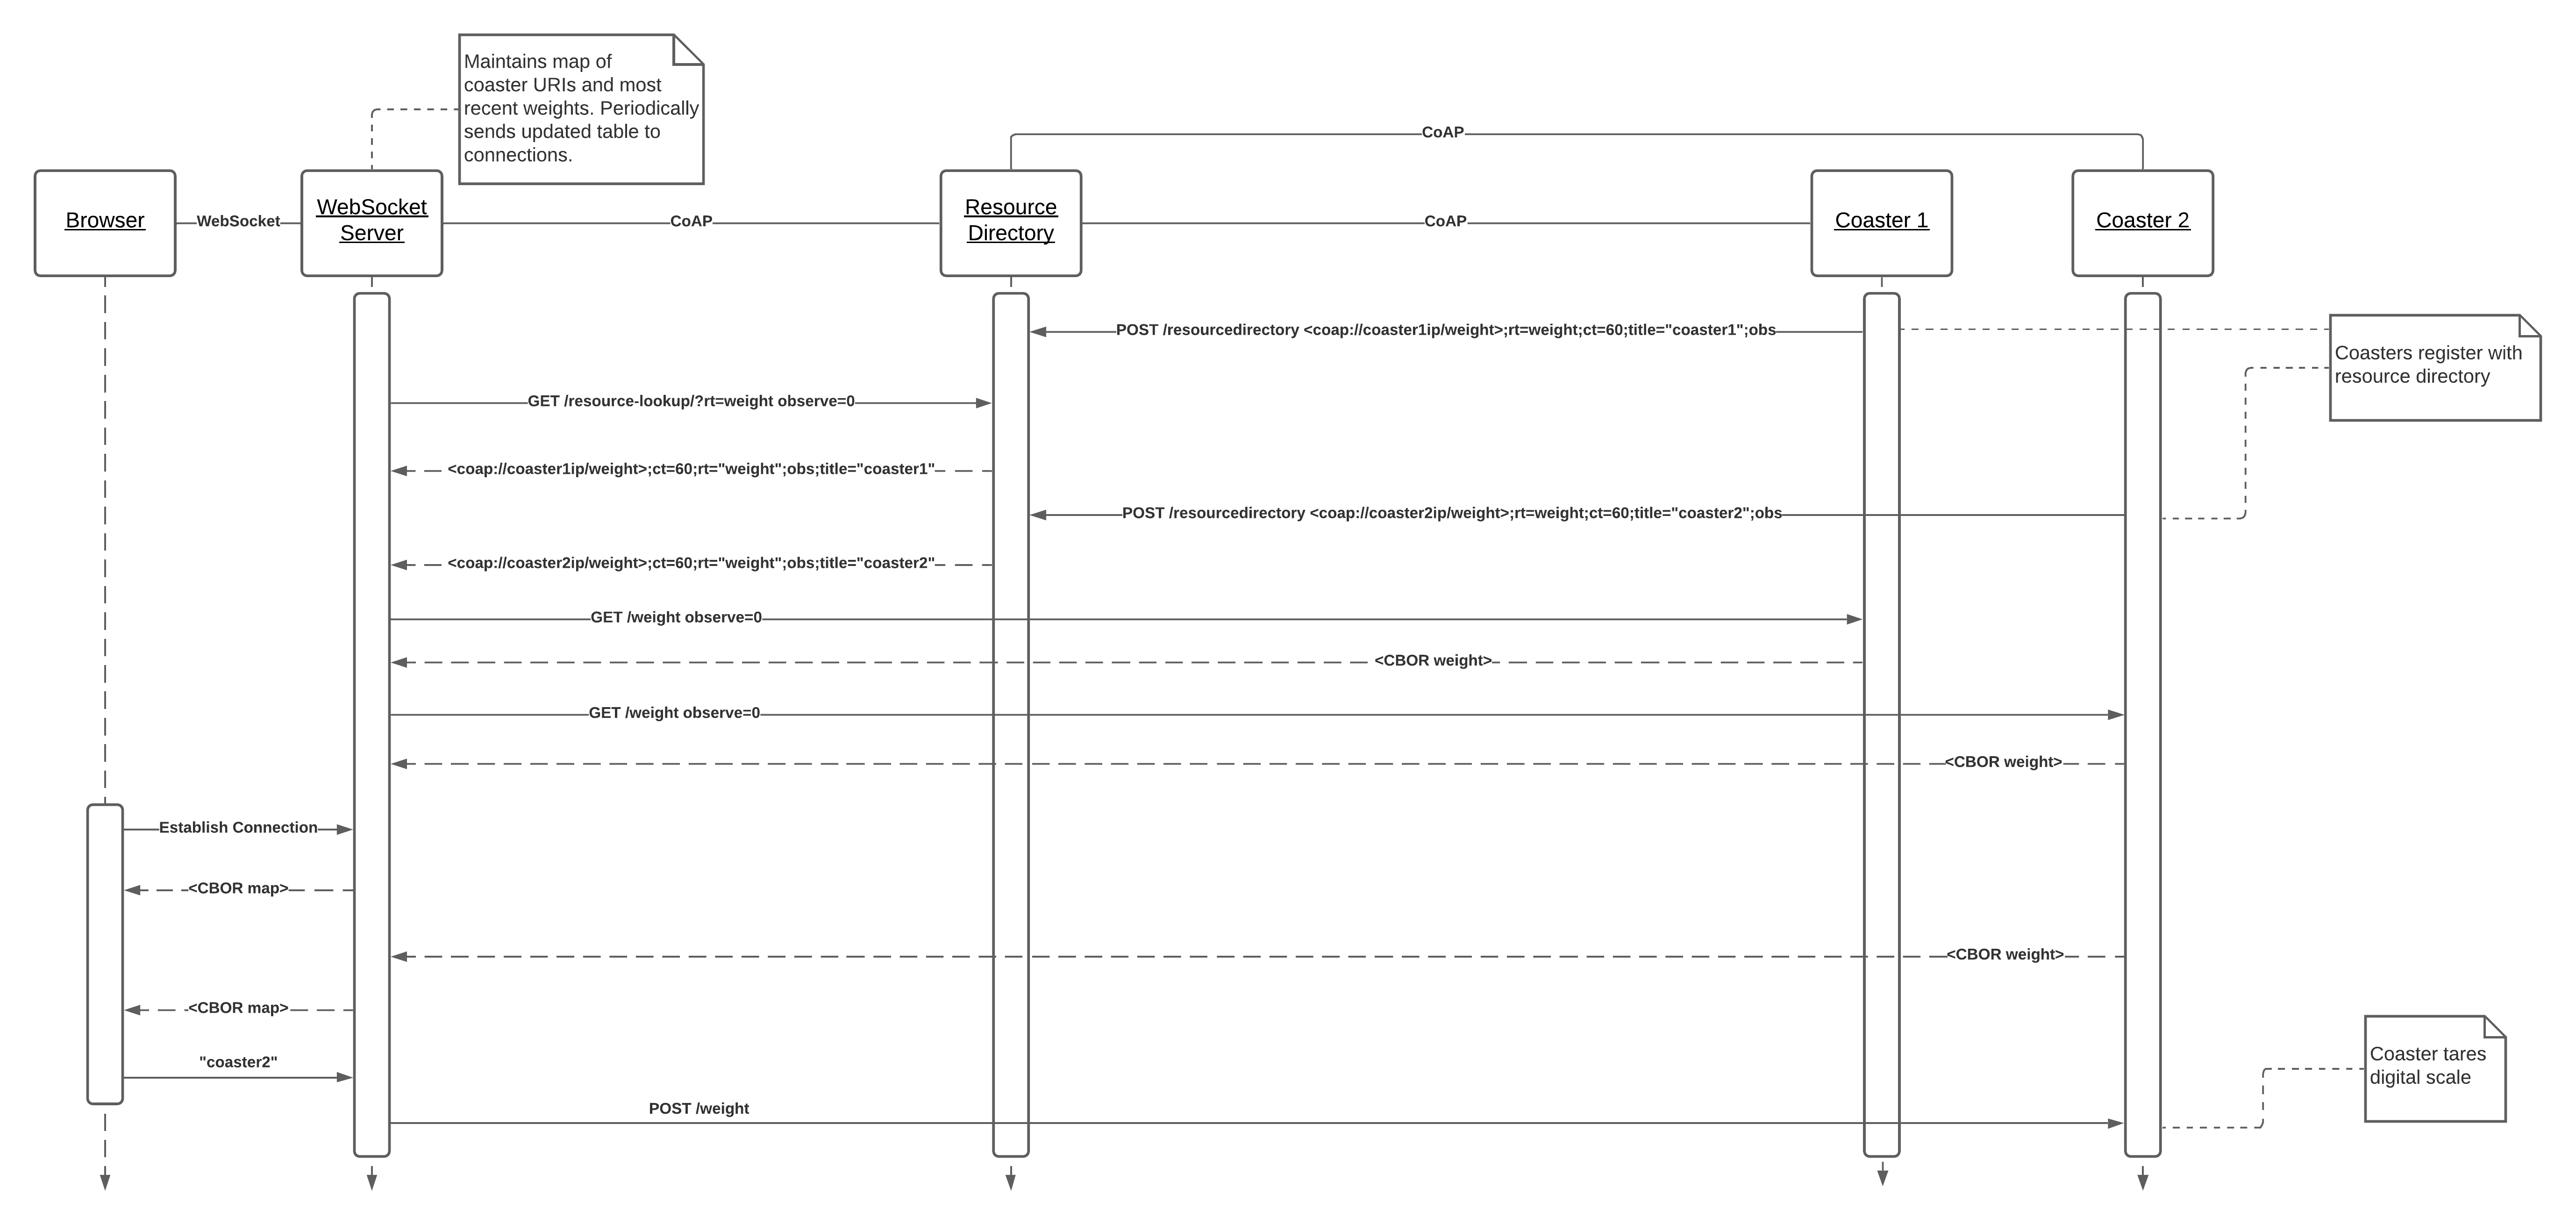 Maintains map of
coaster URIs and most
recent weights. Periodically
sends updated table to
connections.
CoAP
Browser
WebSocket
WebSocket
Server
CoAP
Resource
Directory
CoAP
Coaster 1
Coaster 2
POST /resourcedirectory <coap://coaster1ip/weight>;rt=weight;ct=60;title="coaster1";obs
Coasters register with
resource directory
GET /resource-lookup/?rt=weight observe=0
<coap://coaster1ip/weight>;ct=60;rt="weight";obs;title="coaster1"
POST /resourcedirectory <coap://coaster2ip/weight>;rt=weight;ct=60;title="coaster2";obs
<coap://coaster2ip/weight>;ct=60;rt="weight";obs;title="coaster2"
GET /weight observe=0
<CBOR weight>
GET /weight observe=0
<CBOR weight>
Establish Connection
<CBOR map>
<CBOR weight>
<CBOR map>
"coaster2"
Coaster tares
digital scale
POST /weight